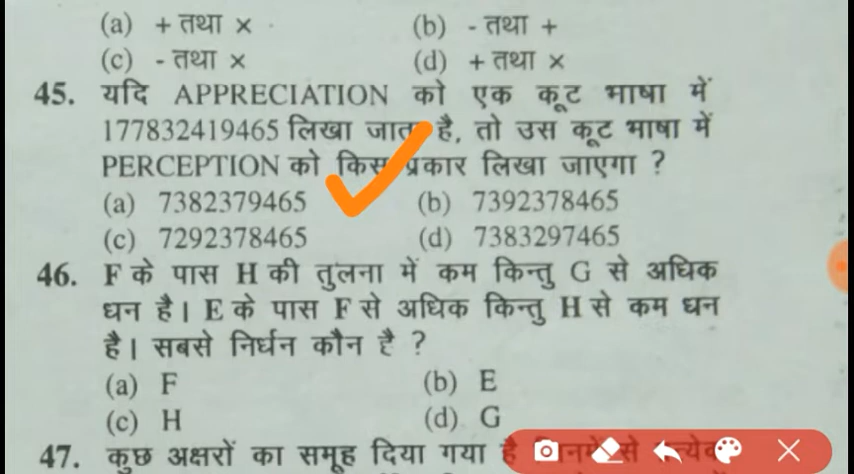 (a) + तथा × (b) - तथा +
(c) - तथा × (d) + तथा ×
45. यदि APPRECIATION को एक कूट भाषा में
177832419465 लिखा जाता है, तो उस कूट भाषा में
PERCEPTION को किस प्रकार लिखा जाएगा ?
(a) 7382379465 (b) 7392378465
(c) 7292378465 (d) 7383297465
46. F के पास H की तुलना में कम किन्तु G से अधिक
धन है। E के पास F से अधिक किन्तु H से कम धन
है। सबसे निर्धन कौन है ?
(a) F (b) E
(c) H (d) G
47. कुछ अक्षरों का समूह दिया गया है